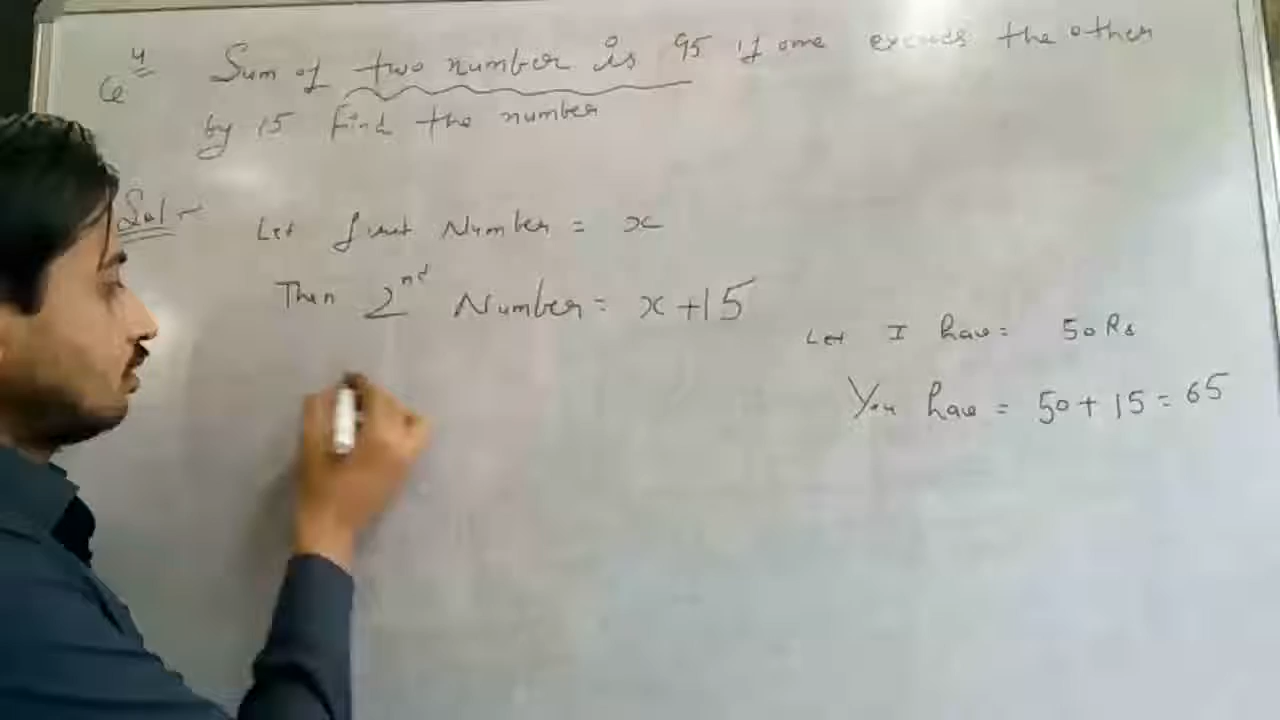 Q 4 Sum of two number is 95 if one exceeds the other
by 15 Find the number
Sol - Let first Number = x
Then 2nd Number = x+15
Let I have = 50 Rs
You have = 50 + 15 = 65